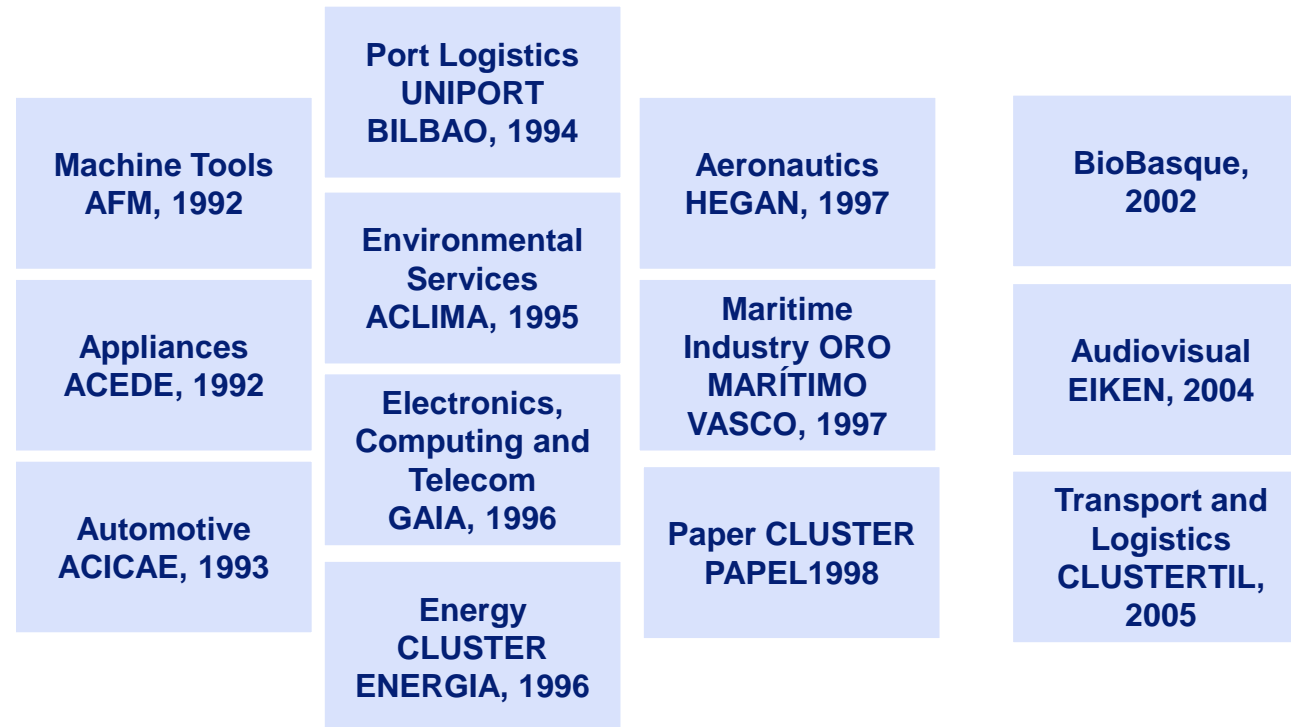 Machine Tools
AFM, 1992
Appliances
ACEDE, 1992
Automotive
ACICAE, 1993
Port Logistics
UNIPORT
BILBAO, 1994
Environmental
Services
ACLIMA, 1995
Electronics,
Computing and
Telecom
GAIA, 1996
Energy
CLUSTER
ENERGIA, 1996
Aeronautics
HEGAN, 1997
Maritime
Industry ORO
MARÍTIMO
VASCO, 1997
Paper CLUSTER
PAPEL1998
BioBasque,
2002
Audiovisual
EIKEN, 2004
Transport and
Logistics
CLUSTERTIL,
2005